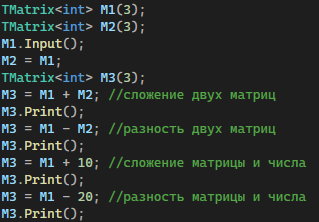 TMatrix<int> M1(3);
TMatrix<int> M2(3);
M1.Input();
M2 = M1;
TMatrix<int> M3(3);
M3 = M1 + M2; //сложение двух матриц
M3.Print();
M3 = M1 - M2; //разность двух матриц
M3.Print();
M3 = M1 + 10; //сложение матрицы и числа
M3.Print();
M3 = M1 - 20; //разность матрицы и числа
M3.Print();